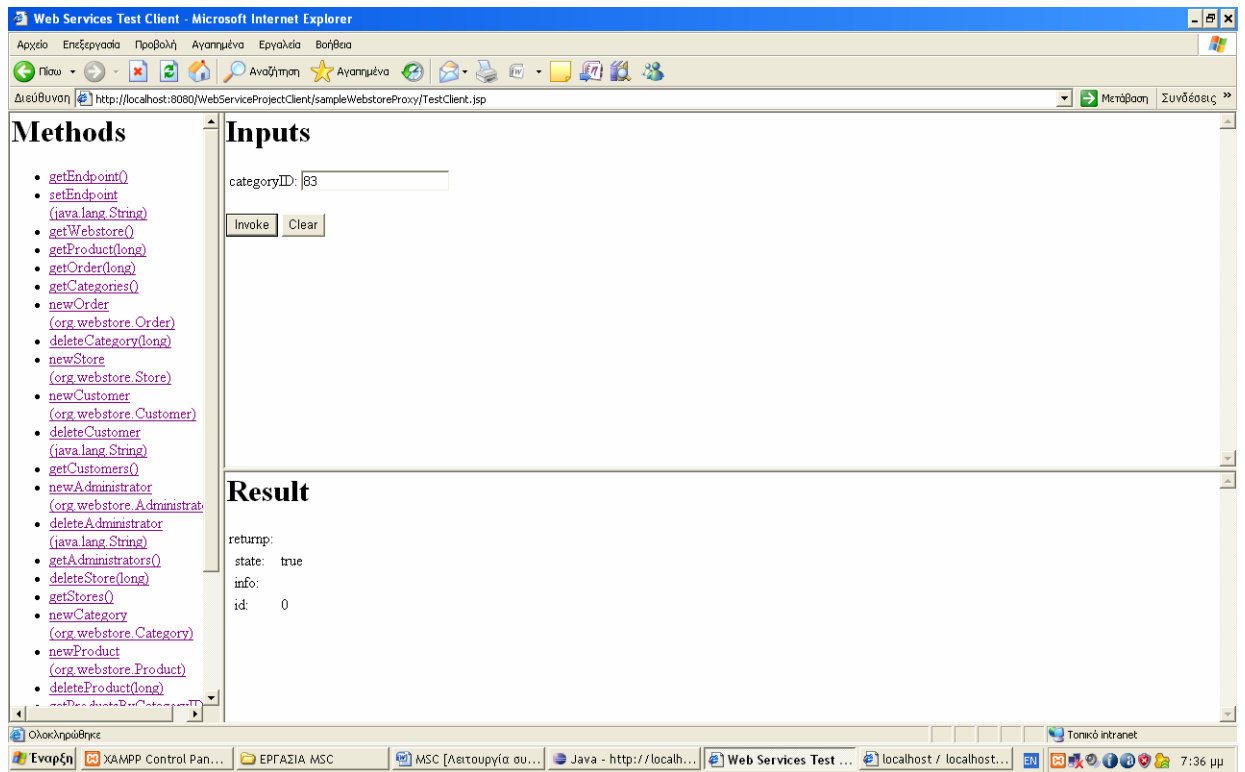 Web Services Test Client - Microsoft Internet Explorer
Αρχείο Επεξεργασία Προβολή Αγαπημένα Εργαλεία Βοήθεια
Πίσω Αναζήτηση Αγαπημένα
Διεύθυνση http://localhost:8080/WebServiceProjectClient/sampleWebstoreProxy/TestClient.jsp Μετάβαση Συνδέσεις »
Methods
getEndpoint()
setEndpoint
(java.lang.String)
getWebstore()
getProduct(long)
getOrder(long)
getCategories()
newOrder
(org.webstore.Order)
deleteCategory(long)
newStore
(org.webstore.Store)
newCustomer
(org.webstore.Customer)
deleteCustomer
(java.lang.String)
getCustomers()
newAdministrator
(org.webstore.Administrat
deleteAdministrator
(java.lang.String)
getAdministrators()
deleteStore(long)
getStores()
newCategory
(org.webstore.Category)
newProduct
(org.webstore.Product)
deleteProduct(long)
getProductsByCategoryID
Inputs
categoryID: 83
Invoke Clear
Result
returnp:
state: true
info:
id: 0
Ολοκληρώθηκε Τοπικό intranet
Έναρξη XAMPP Control Pan... ΕΡΓΑΣΙΑ MSC MSC [Λειτουργία συ... Java - http://localh... Web Services Test ... localhost / localhost... EN 7:36 μμ